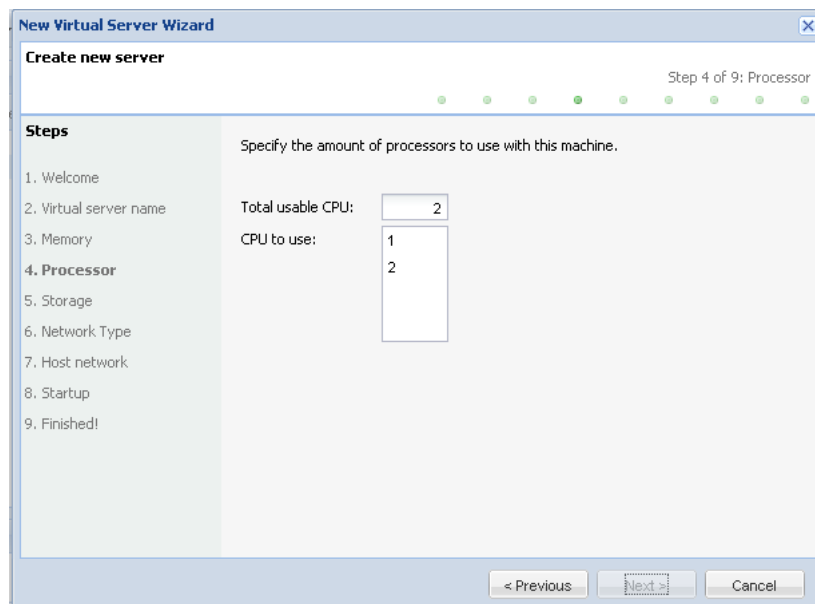 New Virtual Server Wizard
Create new server
Step 4 of 9: Processor
Steps
1. Welcome
2. Virtual server name
3. Memory
4. Processor
5. Storage
6. Network Type
7. Host network
8. Startup
9. Finished!
Specify the amount of processors to use with this machine.
Total usable CPU: 2
CPU to use: 1
2
< Previous Next > Cancel